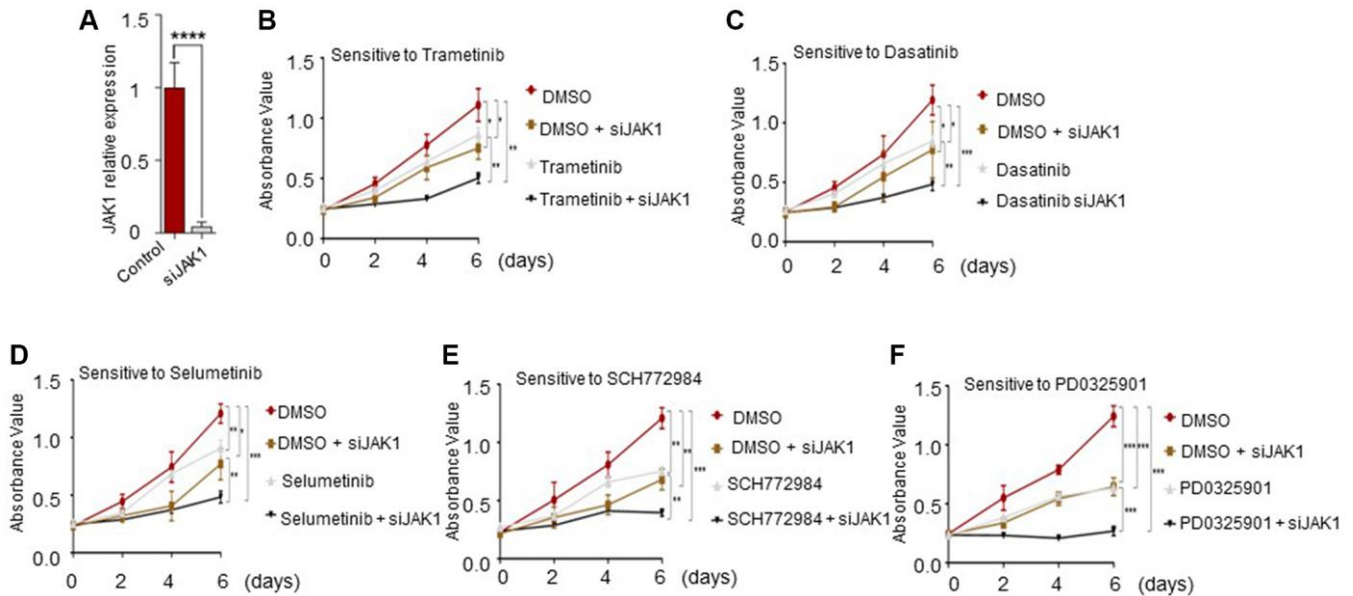 A
JAK1 relative expression
1.5
1
0.5
0
****
Control
siJAK1
B
Sensitive to Trametinib
Absorbance Value
1.5
1.0
0.5
0.0
0 2 4 6 (days)
DMSO
DMSO + siJAK1
Trametinib
Trametinib + siJAK1
* * ** **
C
Sensitive to Dasatinib
Absorbance Value
1.5
1.0
0.5
0.0
0 2 4 6 (days)
DMSO
DMSO + siJAK1
Dasatinib
Dasatinib siJAK1
* * *** **
D
Sensitive to Selumetinib
Absorbance Value
1.5
1.0
0.5
0.0
0 2 4 6 (days)
DMSO
DMSO + siJAK1
Selumetinib
Selumetinib + siJAK1
** * *** **
E
Sensitive to SCH772984
Absorbance Value
1.5
1.0
0.5
0.0
0 2 4 6 (days)
DMSO
DMSO + siJAK1
SCH772984
SCH772984 + siJAK1
** ** *** **
F
Sensitive to PD0325901
Absorbance Value
1.5
1.0
0.5
0.0
0 2 4 6 (days)
DMSO
DMSO + siJAK1
PD0325901
PD0325901 + siJAK1
*** *** *** ***